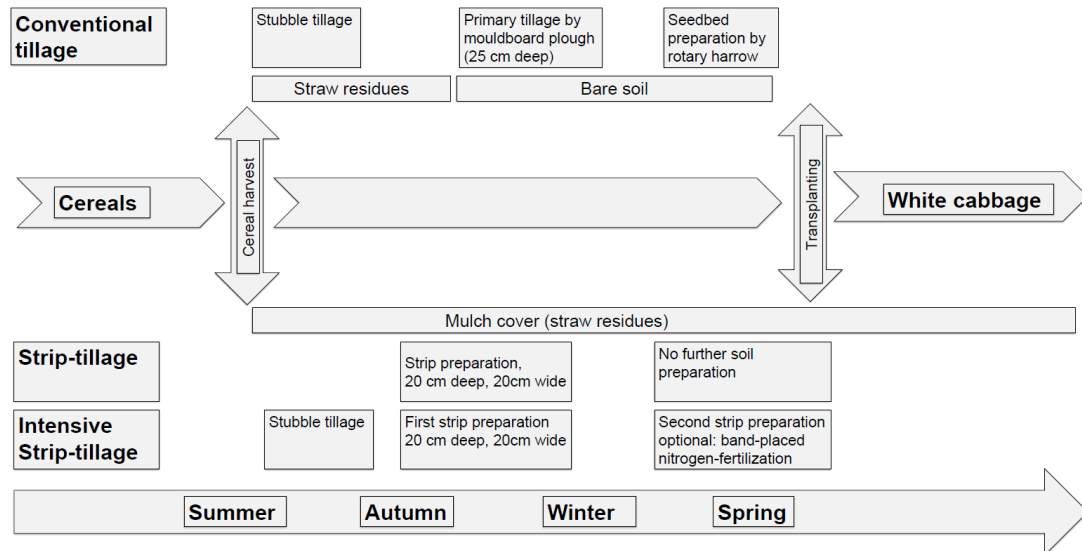 Conventional
tillage
Stubble tillage
Primary tillage by
mouldboard plough
(25 cm deep)
Seedbed
preparation by
rotary harrow
Straw residues
Bare soil
Cereals
Cereal harvest
Transplanting
White cabbage
Mulch cover (straw residues)
Strip-tillage
Strip preparation,
20 cm deep, 20cm wide
No further soil
preparation
Intensive
Strip-tillage
Stubble tillage
First strip preparation
20 cm deep, 20cm wide
Second strip preparation
optional: band-placed
nitrogen-fertilization
Summer
Autumn
Winter
Spring